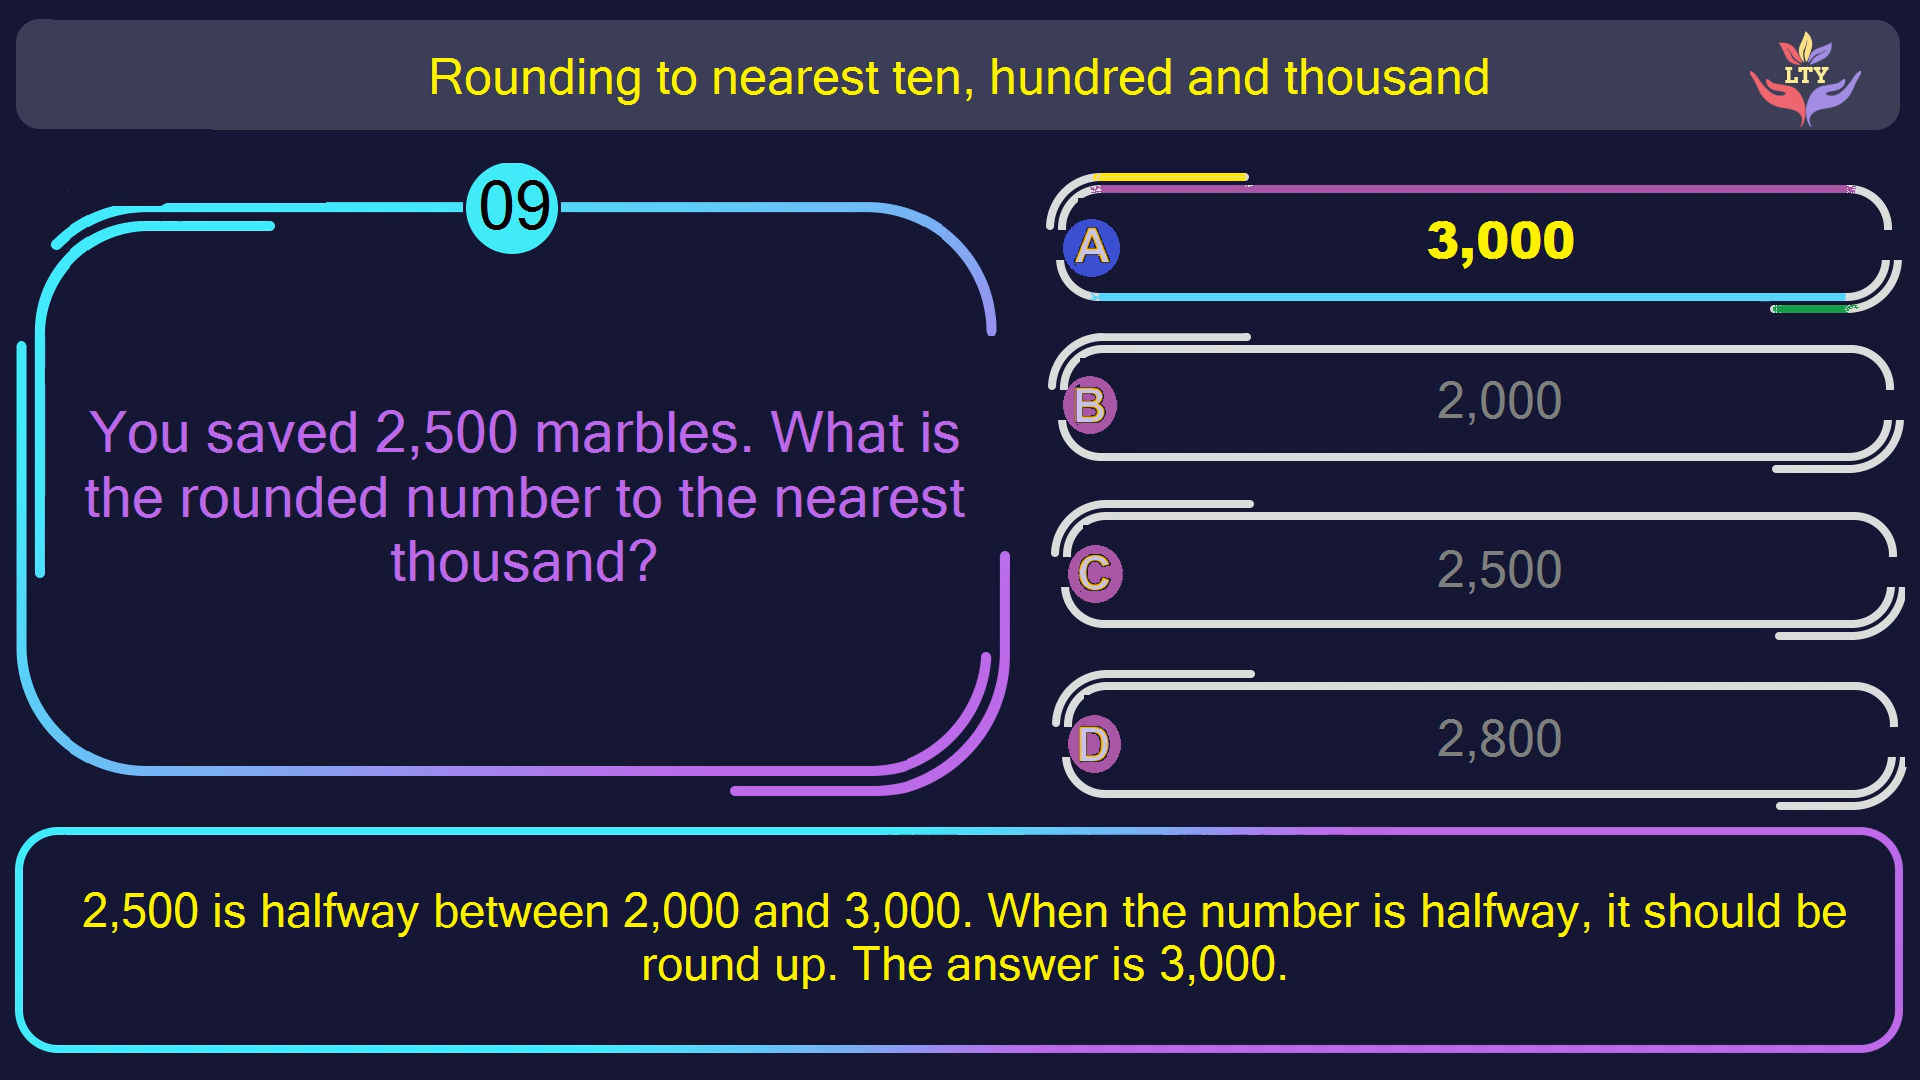 Rounding to nearest ten, hundred and thousand
LTY
09
You saved 2,500 marbles. What is
the rounded number to the nearest
thousand?
A
3,000
B
2,000
C
2,500
D
2,800
2,500 is halfway between 2,000 and 3,000. When the number is halfway, it should be
round up. The answer is 3,000.